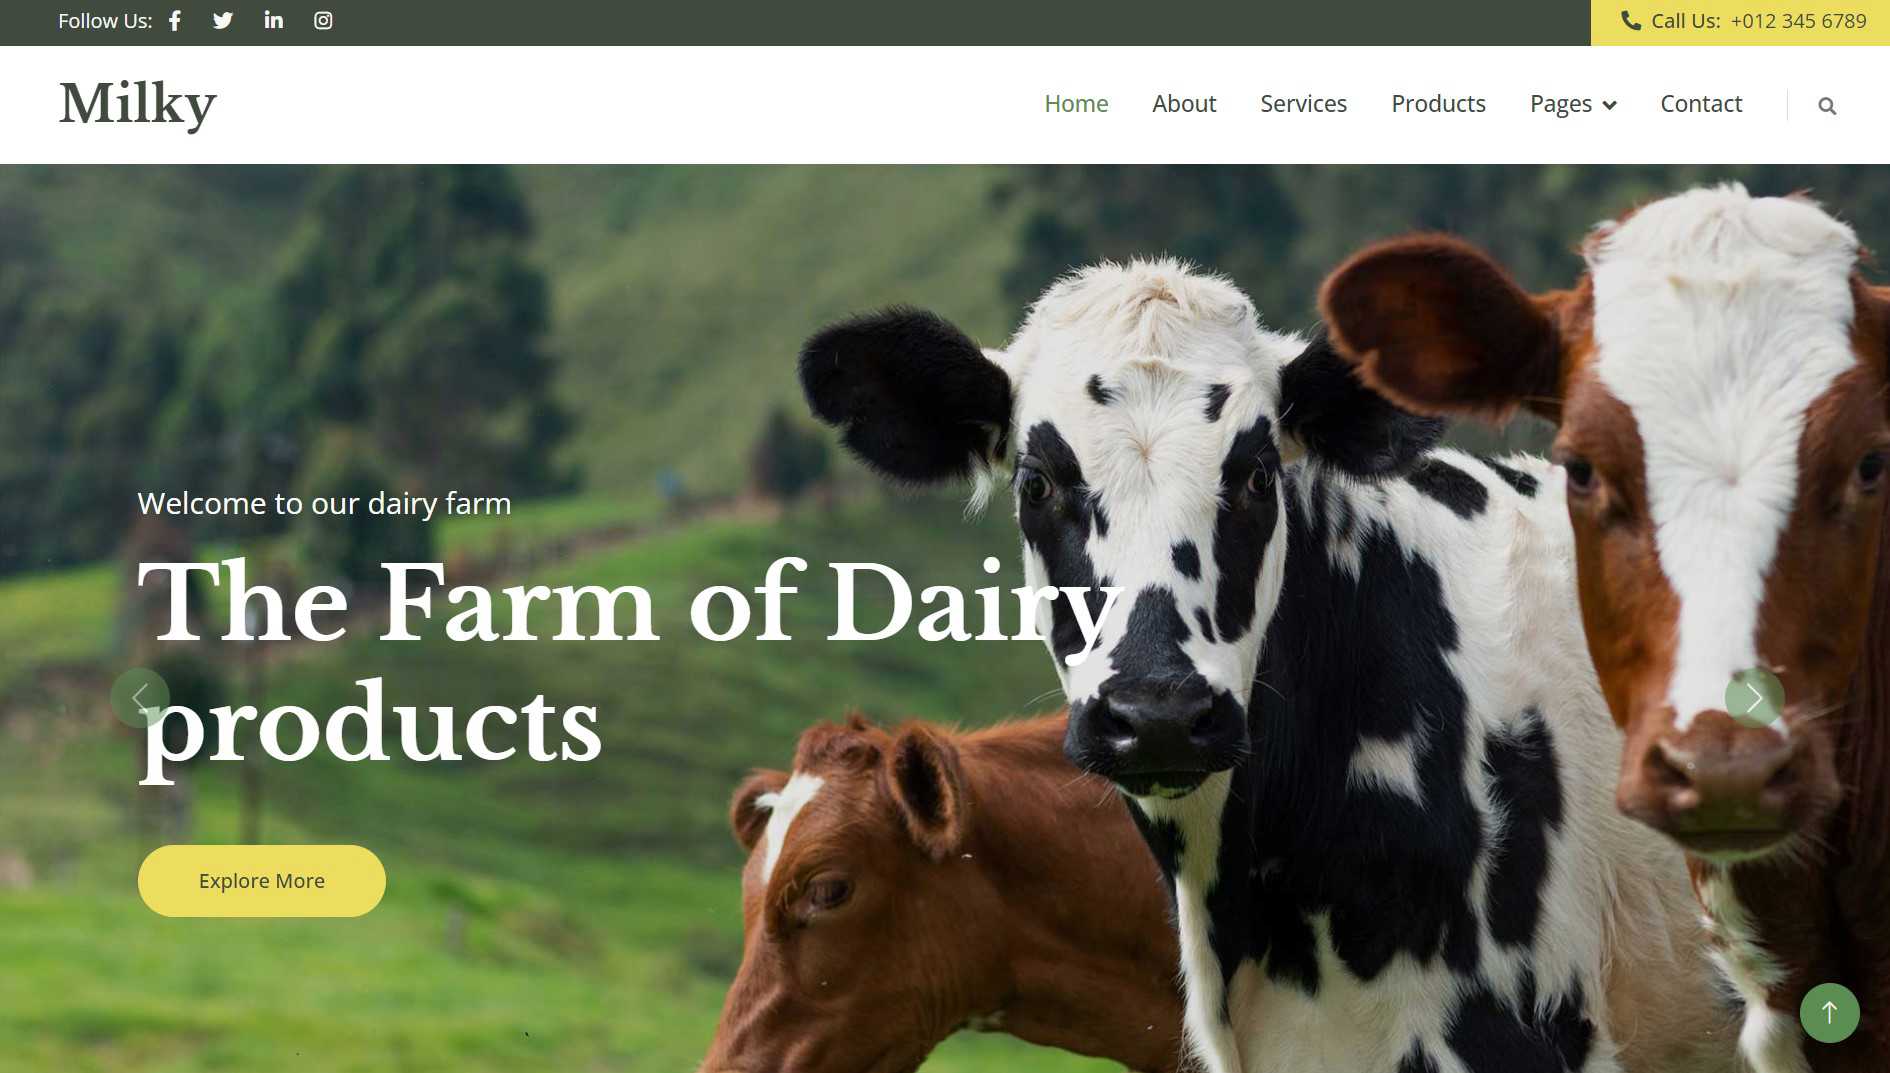 Follow Us:
Call Us: +012 345 6789
Milky
Home About Services Products Pages Contact
Welcome to our dairy farm
The Farm of Dairy
products
Explore More